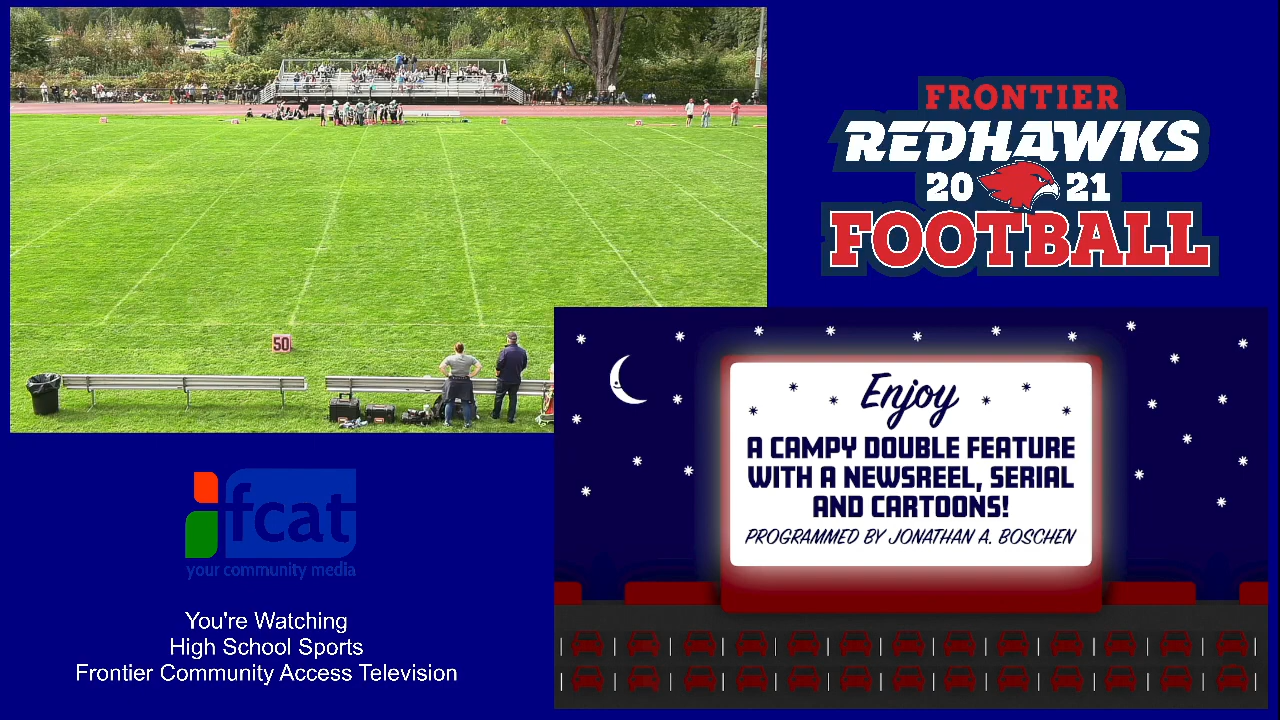 FRONTIER
REDHAWKS
20 21
FOOTBALL
50
Enjoy
A CAMPY DOUBLE FEATURE
WITH A NEWSREEL, SERIAL
AND CARTOONS!
PROGRAMMED BY JONATHAN A. BOSCHEN
fcat
your community media
You're Watching
High School Sports
Frontier Community Access Television